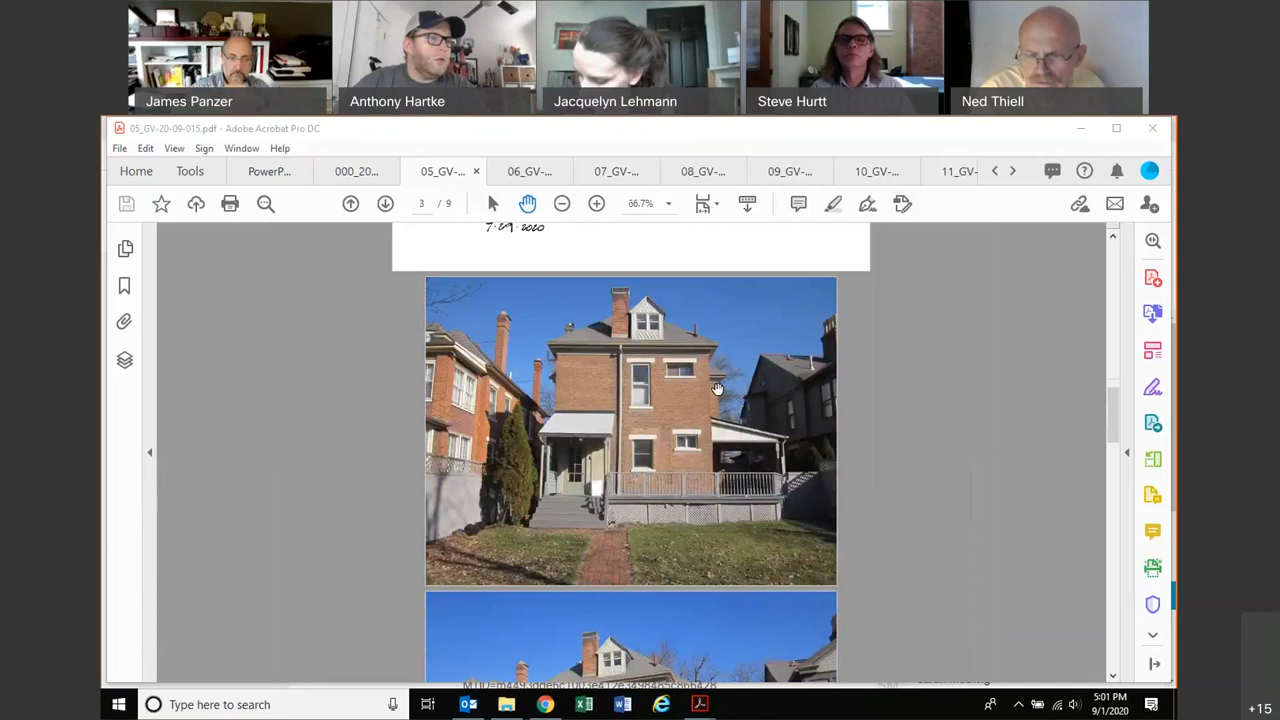 James Panzer
Anthony Hartke
Jacquelyn Lehmann
Steve Hurtt
Ned Thiell
05_GV-20-09-015.pdf - Adobe Acrobat Pro DC
File Edit View Sign Window Help
Home Tools PowerP... 000_20... 05_GV-... 06_GV-... 07_GV-... 08_GV-... 09_GV-... 10_GV-... 11_GV-
3 / 9 66.7%
Type here to search
5:01 PM
9/1/2020
+15